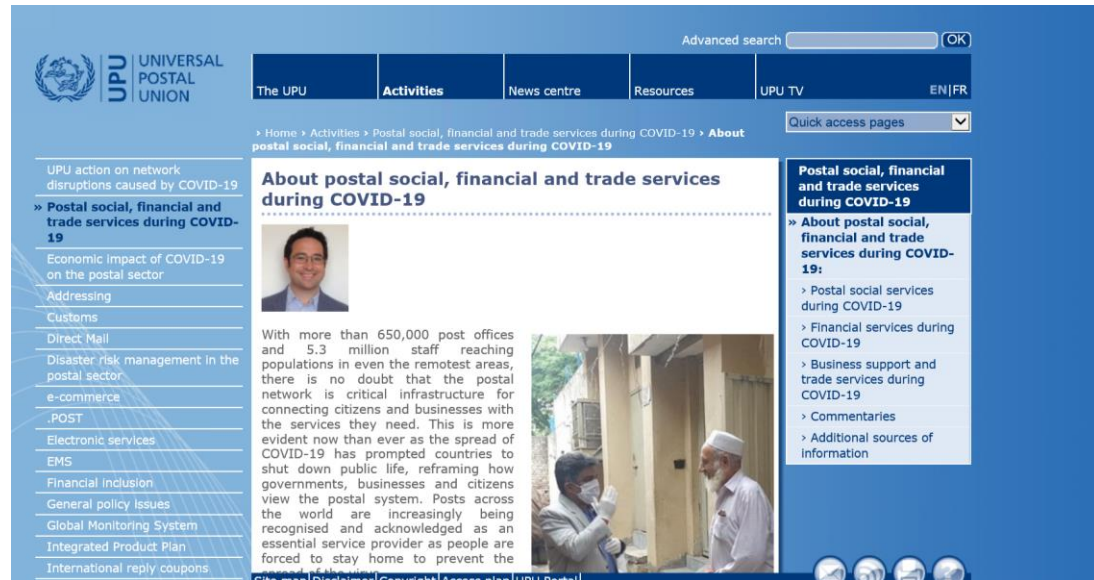 Advanced search
OK
UPU
UNIVERSAL
POSTAL
UNION
The UPU
Activities
News centre
Resources
UPU TV
EN|FR
Quick access pages
› Home › Activities › Postal social, financial and trade services during COVID-19 › About
postal social, financial and trade services during COVID-19
UPU action on network
disruptions caused by COVID-19
» Postal social, financial and
trade services during COVID-
19
Economic impact of COVID-19
on the postal sector
Addressing
Customs
Direct Mail
Disaster risk management in the
postal sector
e-commerce
.POST
Electronic services
EMS
Financial inclusion
General policy issues
Global Monitoring System
Integrated Product Plan
International reply coupons
About postal social, financial and trade services
during COVID-19
With more than 650,000 post offices
and 5.3 million staff reaching
populations in even the remotest areas,
there is no doubt that the postal
network is critical infrastructure for
connecting citizens and businesses with
the services they need. This is more
evident now than ever as the spread of
COVID-19 has prompted countries to
shut down public life, reframing how
governments, businesses and citizens
view the postal system. Posts across
the world are increasingly being
recognised and acknowledged as an
essential service provider as people are
forced to stay home to prevent the
spread of the virus.
Postal social, financial
and trade services
during COVID-19
» About postal social,
financial and trade
services during COVID-
19:
› Postal social services
during COVID-19
› Financial services during
COVID-19
› Business support and
trade services during
COVID-19
› Commentaries
› Additional sources of
information
Site map|Disclaimer|Copyright|Access plan|UPU Portal|